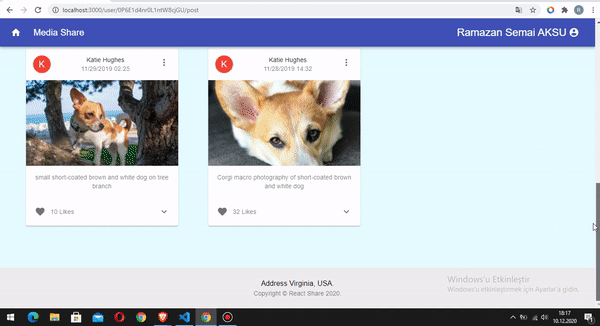 localhost:3000/user/0P6E1d4nr0L1ntW8cjGU/post
Media Share
Ramazan Semai AKSU
K
Katie Hughes
11/29/2019 02:25
small short-coated brown and white dog on tree
branch
10 Likes
K
Katie Hughes
11/28/2019 14:32
Corgi macro photography of short-coated brown
and white dog
32 Likes
Address Virginia, USA.
Copyright © React Share 2020.
Windows'u Etkinleştir
Windows'u etkinleştirmek için Ayarlar'a gidin.
18:17
10.12.2020